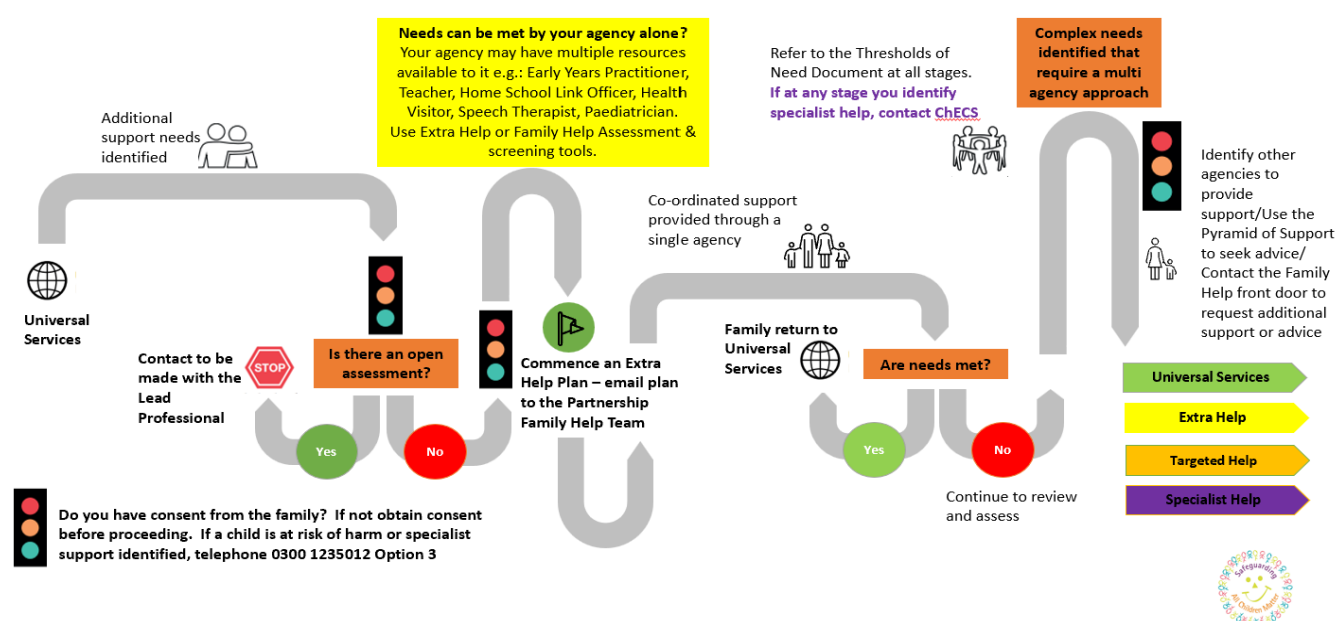 Additional
support needs
identified
Universal
Services
Contact to be
made with the
Lead
Professional
STOP
Is there an open
assessment?
Yes
No
Needs can be met by your agency alone?
Your agency may have multiple resources
available to it e.g.: Early Years Practitioner,
Teacher, Home School Link Officer, Health
Visitor, Speech Therapist, Paediatrician.
Use Extra Help or Family Help Assessment &
screening tools.
Commence an Extra
Help Plan – email plan
to the Partnership
Family Help Team
Co-ordinated support
provided through a
single agency
Family return to
Universal
Services
Are needs met?
Yes
No
Continue to review
and assess
Refer to the Thresholds of
Need Document at all stages.
If at any stage you identify
specialist help, contact ChECS
Complex needs
identified that
require a multi
agency approach
Identify other
agencies to
provide
support/Use the
Pyramid of Support
to seek advice/
Contact the Family
Help front door to
request additional
support or advice
Universal Services
Extra Help
Targeted Help
Specialist Help
Do you have consent from the family?  If not obtain consent
before proceeding.  If a child is at risk of harm or specialist
support identified, telephone 0300 1235012 Option 3
Safeguarding
All Children Matter